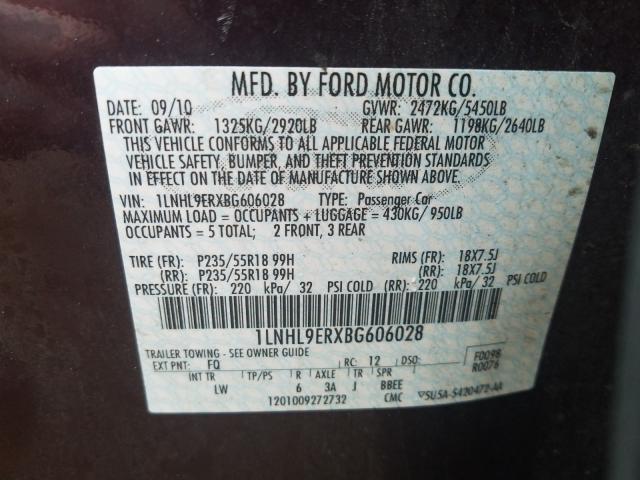 MFD. BY FORD MOTOR CO.
DATE: 09/10 GVWR: 2472KG/5450LB
FRONT GAWR: 1325KG/2920LB REAR GAWR: 1198KG/2640LB
THIS VEHICLE CONFORMS TO ALL APPLICABLE FEDERAL MOTOR
VEHICLE SAFETY, BUMPER, AND THEFT PREVENTION STANDARDS
IN EFFECT ON THE DATE OF MANUFACTURE SHOWN ABOVE.
VIN: 1LNHL9ERXBG606028 TYPE: Passenger Car
MAXIMUM LOAD = OCCUPANTS + LUGGAGE = 430KG/ 950LB
OCCUPANTS = 5 TOTAL; 2 FRONT, 3 REAR
TIRE (FR): P235/55R18 99H RIMS (FR): 18X7.5J
(RR): P235/55R18 99H (RR): 18X7.5J
PRESSURE (FR): 220 kPa/ 32 PSI COLD (RR): 220 kPa/ 32 PSI COLD
1LNHL9ERXBG606028
TRAILER TOWING - SEE OWNER GUIDE
EXT PNT: FQ RC: 12 DSO: F0098
R0076
INT TR TP/PS R AXLE TR SPR
LW 6 3A J BBEE
1201009272732 CMC ▽5U5A-5420472-AA